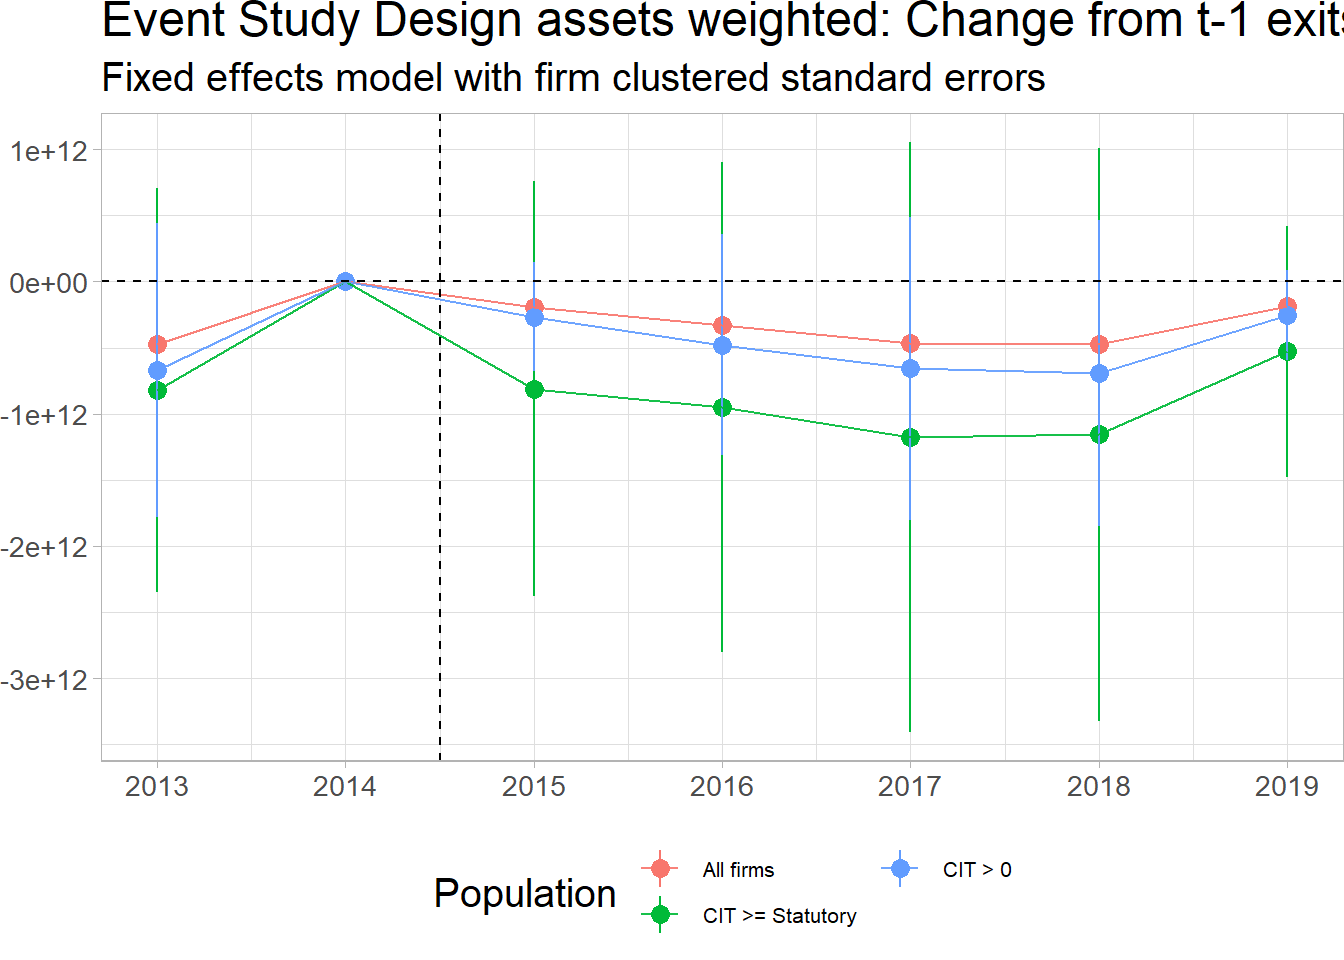 Event Study Design assets weighted: Change from t-1 exits
Fixed effects model with firm clustered standard errors
1e+12
0e+00
-1e+12
-2e+12
-3e+12
2013 2014 2015 2016 2017 2018 2019
Population
All firms
CIT >= Statutory
CIT > 0